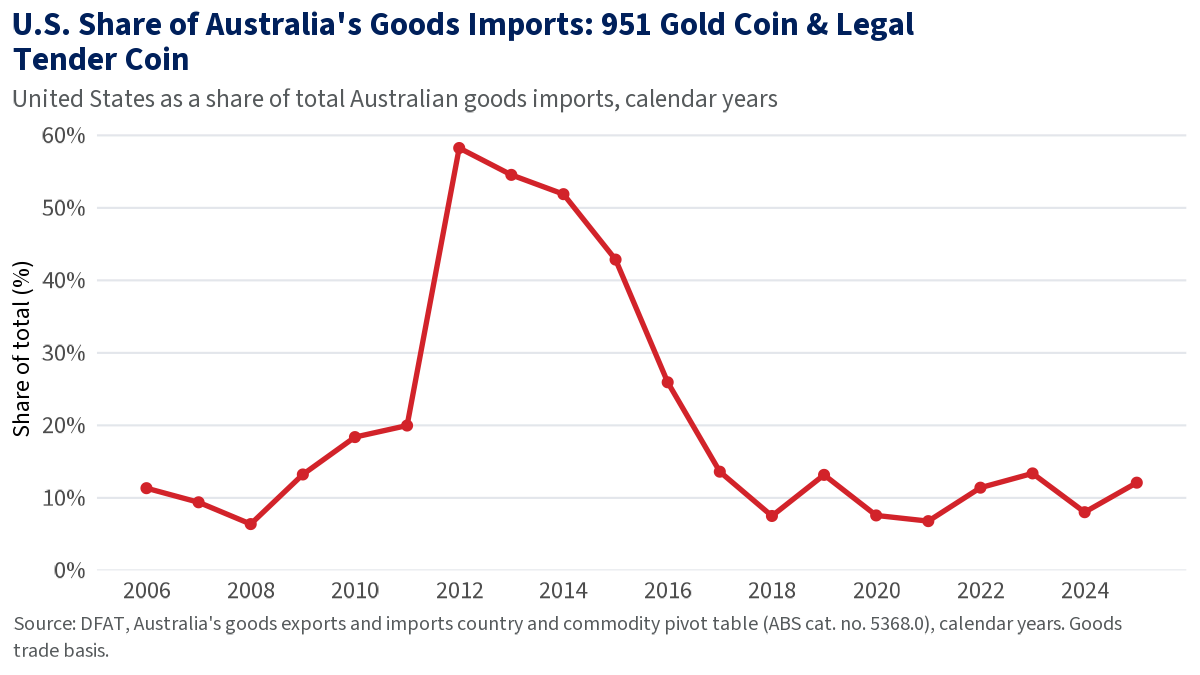 U.S. Share of Australia's Goods Imports: 951 Gold Coin & Legal
Tender Coin
United States as a share of total Australian goods imports, calendar years
Share of total (%)
60%
50%
40%
30%
20%
10%
0%
2006 2008 2010 2012 2014 2016 2018 2020 2022 2024
Source: DFAT, Australia's goods exports and imports country and commodity pivot table (ABS cat. no. 5368.0), calendar years. Goods
trade basis.